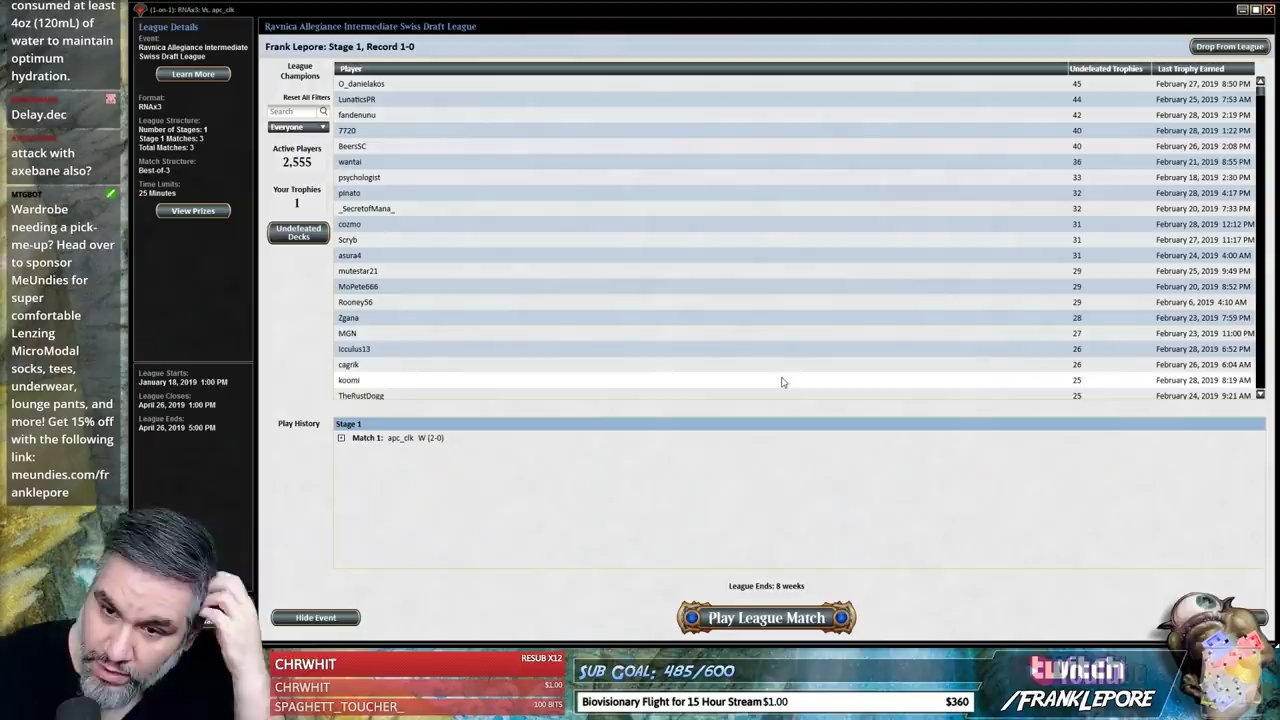 consumed at least
4oz (120mL) of
water to maintain
optimum
hydration.
Delay.dec
attack with
axebane also?
MTGBOT
Wardrobe
needing a pick-
me-up? Head over
to sponsor
MeUndies for
super
comfortable
Lenzing
MicroModal
socks, tees,
underwear,
lounge pants, and
more! Get 15% off
with the following
link:
meundies.com/fr
anklepore
(1-on-1): RNAx3: Vs. apc_clk
League Details
Event:
Ravnica Allegiance Intermediate
Swiss Draft League
Learn More
Format:
RNAx3
League Structure:
Number of Stages: 1
Stage 1 Matches: 3
Total Matches: 3
Match Structure:
Best-of-3
Time Limits:
25 Minutes
View Prizes
League Starts:
January 18, 2019 1:00 PM
League Closes:
April 26, 2019 1:00 PM
League Ends:
April 26, 2019 5:00 PM
Ravnica Allegiance Intermediate Swiss Draft League
Frank Lepore: Stage 1, Record 1-0
Drop From League
League
Champions
Reset All Filters
Search
Everyone
Active Players
2,555
Your Trophies
1
Undefeated
Decks
Player Undefeated Trophies Last Trophy Earned
O_danielakos 45 February 27, 2019 8:50 PM
LunaticsPR 44 February 25, 2019 7:53 AM
fandenunu 42 February 28, 2019 2:19 PM
7720 40 February 28, 2019 1:22 PM
BeersSC 40 February 26, 2019 2:08 PM
wantai 36 February 21, 2019 8:55 PM
psychologist 33 February 18, 2019 2:30 PM
pinato 32 February 28, 2019 4:17 PM
_SecretofMana_ 32 February 20, 2019 7:33 PM
cozmo 31 February 28, 2019 12:12 PM
Scryb 31 February 27, 2019 11:17 PM
asura4 31 February 24, 2019 4:00 AM
mutestar21 29 February 25, 2019 9:49 PM
MoPete666 29 February 20, 2019 8:52 PM
Rooney56 29 February 6, 2019 4:10 AM
Zgana 28 February 23, 2019 7:59 PM
MGN 27 February 23, 2019 11:00 PM
Icculus13 26 February 28, 2019 6:52 PM
cagrik 26 February 26, 2019 6:04 AM
koomi 25 February 28, 2019 8:19 AM
TheRustDogg 25 February 24, 2019 9:21 AM
Play History
Stage 1
Match 1: apc_clk W (2-0)
League Ends: 8 weeks
Hide Event
Play League Match
CHRWHIT RESUB X12
CHRWHIT $1.00
SPAGHETT_TOUCHER_ 100 BITS
SUB GOAL: 485/600
Biovisionary Flight for 15 Hour Stream $1.00 $360
twitch
/FRANKLEPORE